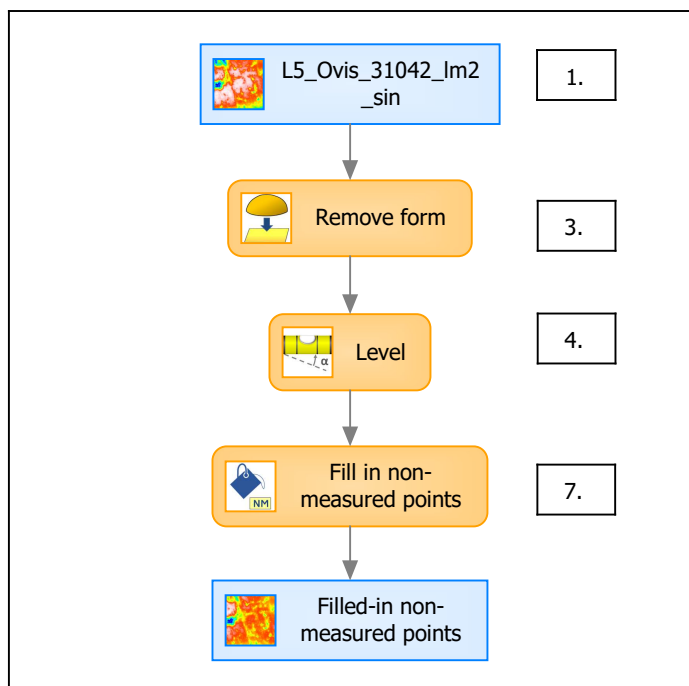 L5_Ovis_31042_lm2
_sin
1.
Remove form
3.
α
Level
4.
Fill in non-
measured points
NM
7.
Filled-in non-
measured points